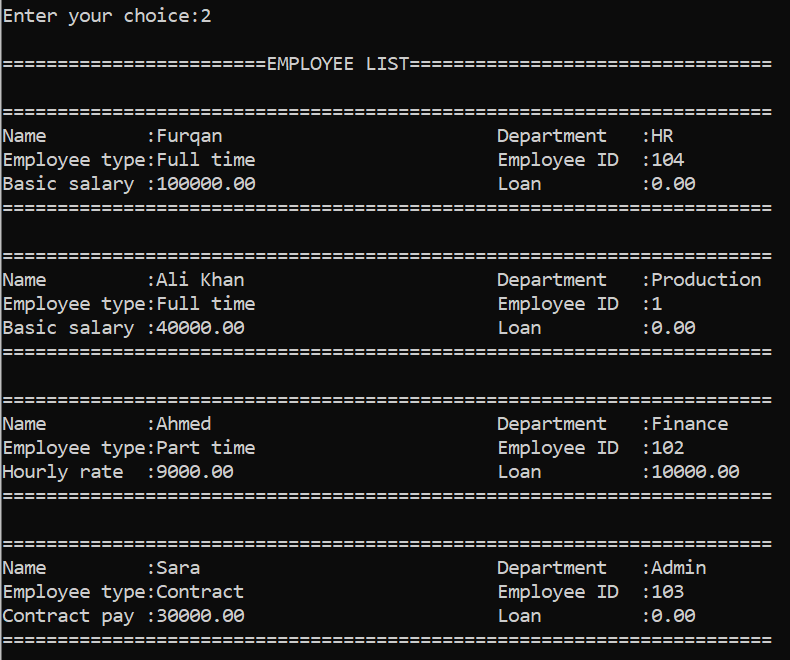 Enter your choice:2
========================EMPLOYEE LIST=================================
======================================================================
Name         :Furqan                         Department   :HR
Employee type:Full time                      Employee ID  :104
Basic salary :100000.00                      Loan         :0.00
======================================================================
======================================================================
Name         :Ali Khan                       Department   :Production
Employee type:Full time                      Employee ID  :1
Basic salary :40000.00                       Loan         :0.00
======================================================================
======================================================================
Name         :Ahmed                          Department   :Finance
Employee type:Part time                      Employee ID  :102
Hourly rate  :9000.00                        Loan         :10000.00
======================================================================
======================================================================
Name         :Sara                           Department   :Admin
Employee type:Contract                       Employee ID  :103
Contract pay :30000.00                       Loan         :0.00
======================================================================